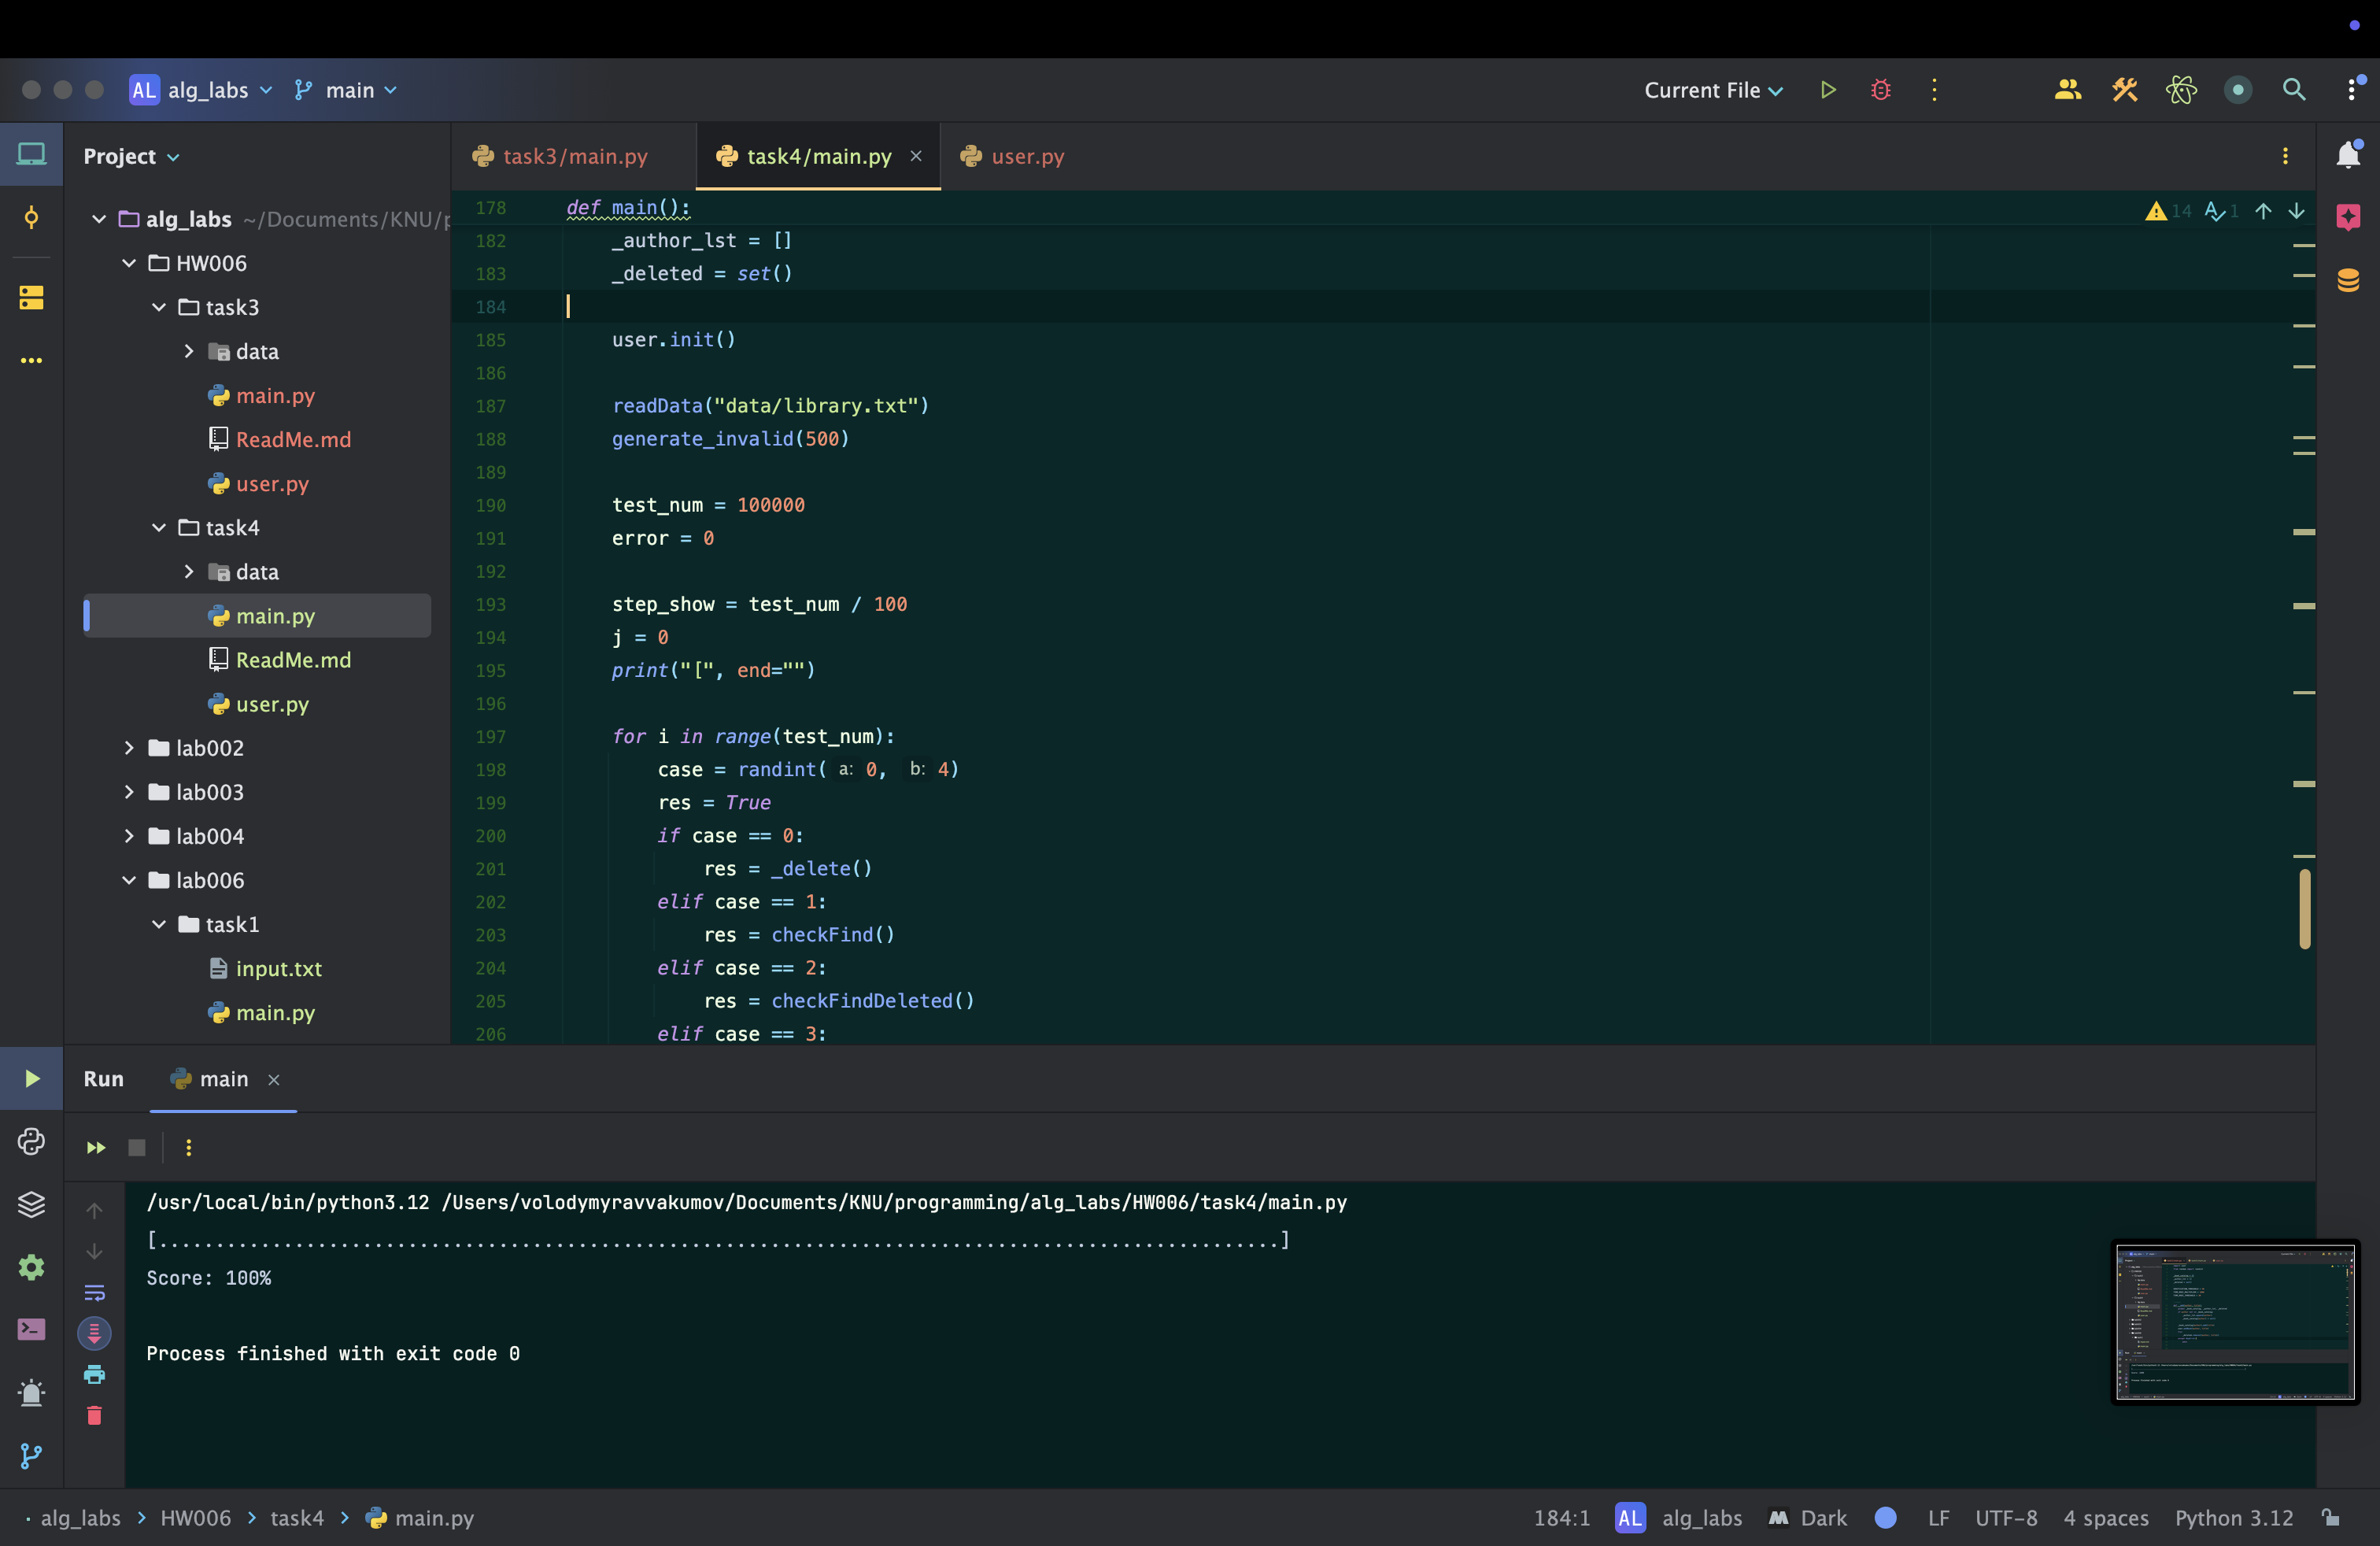 AL alg_labs main
Current File
Project
task3/main.py
task4/main.py
user.py
alg_labs ~/Documents/KNU/p
HW006
task3
data
main.py
ReadMe.md
user.py
task4
data
main.py
ReadMe.md
user.py
lab002
lab003
lab004
lab006
task1
input.txt
main.py
14 1
178 def main():
182 _author_lst = []
183 _deleted = set()
184
185 user.init()
186
187 readData("data/library.txt")
188 generate_invalid(500)
189
190 test_num = 100000
191 error = 0
192
193 step_show = test_num / 100
194 j = 0
195 print("[", end="")
196
197 for i in range(test_num):
198 case = randint( a: 0, b: 4)
199 res = True
200 if case == 0:
201 res = _delete()
202 elif case == 1:
203 res = checkFind()
204 elif case == 2:
205 res = checkFindDeleted()
206 elif case == 3:
Run main
/usr/local/bin/python3.12 /Users/volodymyravvakumov/Documents/KNU/programming/alg_labs/HW006/task4/main.py
[....................................................................................................]
Score: 100%
Process finished with exit code 0
alg_labs > HW006 > task4 > main.py
184:1 AL alg_labs M Dark LF UTF-8 4 spaces Python 3.12